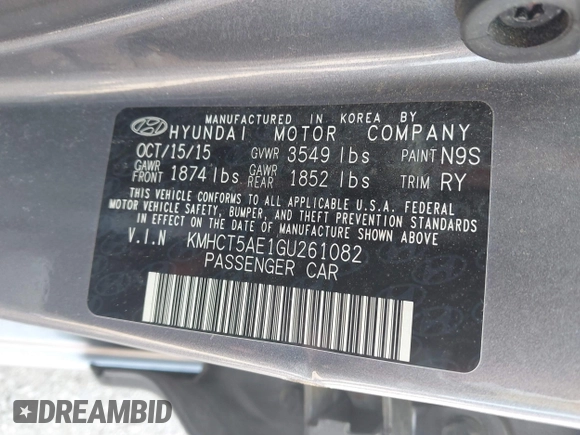 MANUFACTURED IN KOREA BY
HYUNDAI MOTOR COMPANY
OCT/15/15 GVWR 3549 lbs PAINT N9S
GAWR FRONT 1874 lbs GAWR REAR 1852 lbs TRIM RY
THIS VEHICLE CONFORMS TO ALL APPLICABLE U.S.A. FEDERAL
MOTOR VEHICLE SAFETY, BUMPER, AND THEFT PREVENTION STANDARDS
IN EFFECT ON THE DATE OF MANUFACTURE SHOWN ABOVE
V.I.N KMHCT5AE1GU261082
PASSENGER CAR
DREAMBID